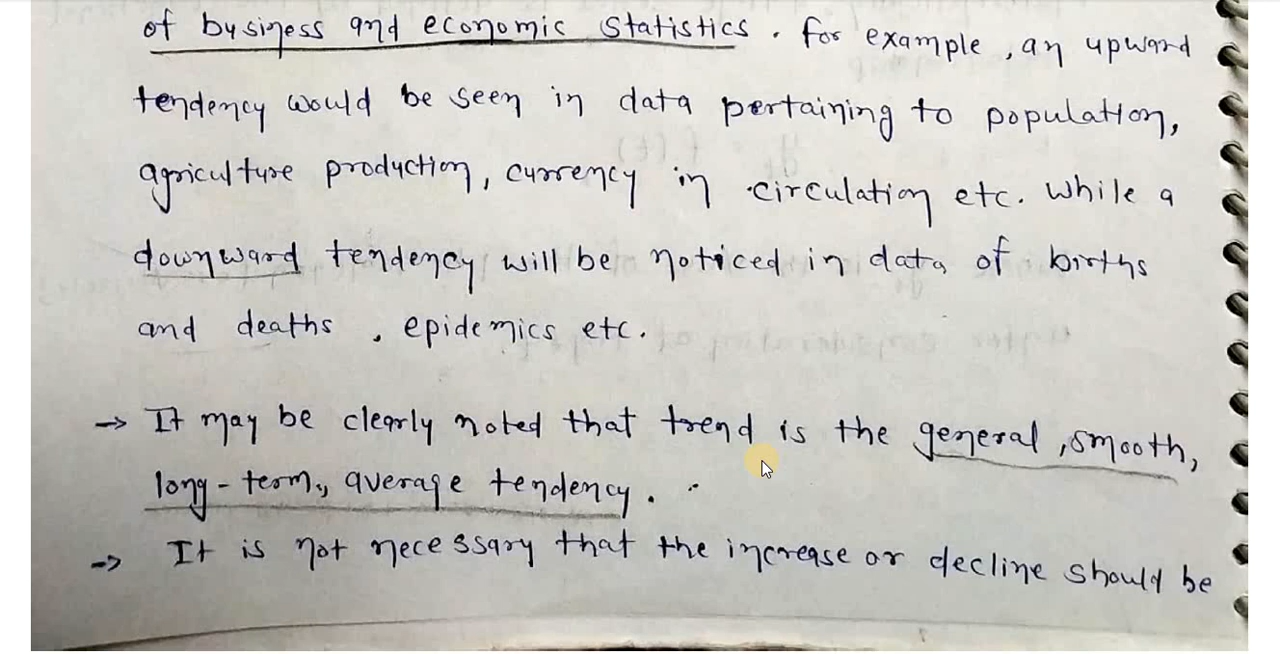 of business and economic statistics. for example, an upward
tendency would be seen in data pertaining to population,
agriculture production, currency in circulation etc. While a
downward tendency will be noticed in data of births
and deaths, epidemics etc.
→ It may be clearly noted that trend is the general, smooth,
long-term, average tendency.
→ It is not necessary that the increase or decline should be